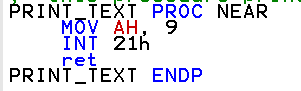 PRINT_TEXT PROC NEAR
MOV AH, 9
INT 21h
ret
PRINT_TEXT ENDP